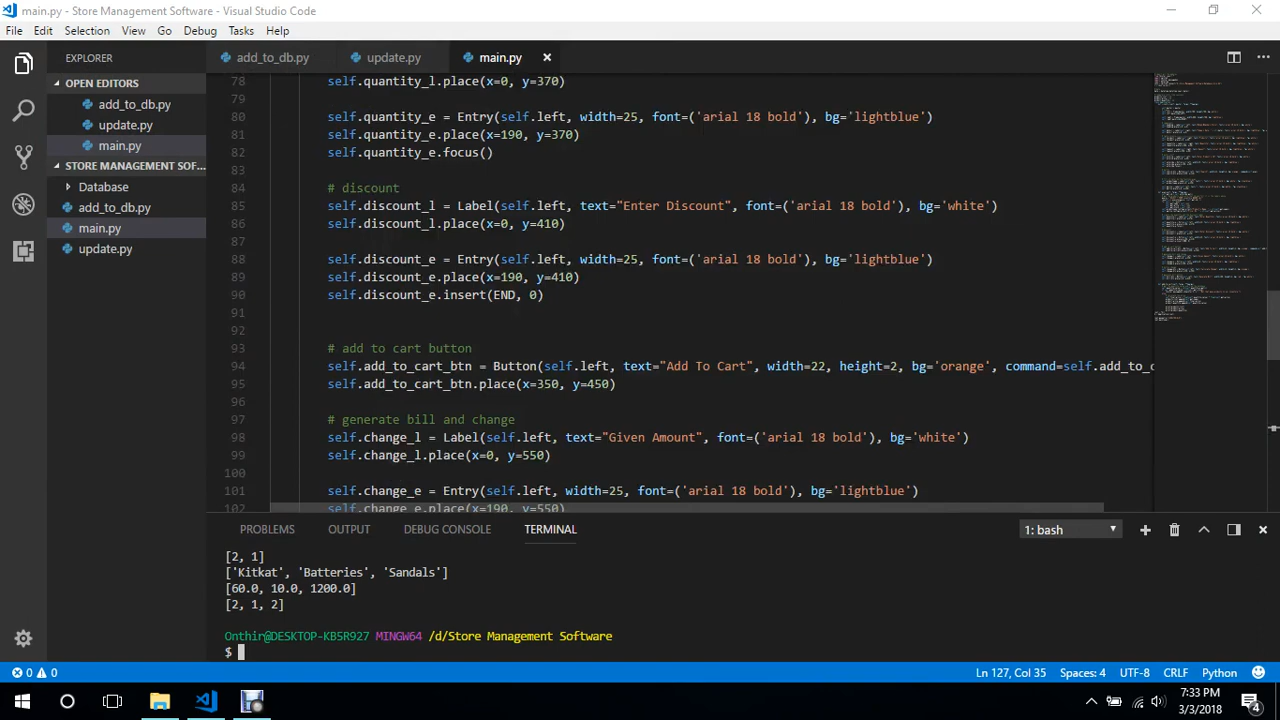 main.py - Store Management Software - Visual Studio Code
File Edit Selection View Go Debug Tasks Help
EXPLORER
add_to_db.py update.py main.py
OPEN EDITORS
add_to_db.py
update.py
main.py
STORE MANAGEMENT SOF...
Database
add_to_db.py
main.py
update.py
78 self.quantity_l.place(x=0, y=370)
79
80 self.quantity_e = Entry(self.left, width=25, font=('arial 18 bold'), bg='lightblue')
81 self.quantity_e.place(x=190, y=370)
82 self.quantity_e.focus()
83
84 # discount
85 self.discount_l = Label(self.left, text="Enter Discount", font=('arial 18 bold'), bg='white')
86 self.discount_l.place(x=0, y=410)
87
88 self.discount_e = Entry(self.left, width=25, font=('arial 18 bold'), bg='lightblue')
89 self.discount_e.place(x=190, y=410)
90 self.discount_e.insert(END, 0)
91
92
93 # add to cart button
94 self.add_to_cart_btn = Button(self.left, text="Add To Cart", width=22, height=2, bg='orange', command=self.add_to_c
95 self.add_to_cart_btn.place(x=350, y=450)
96
97 # generate bill and change
98 self.change_l = Label(self.left, text="Given Amount", font=('arial 18 bold'), bg='white')
99 self.change_l.place(x=0, y=550)
100
101 self.change_e = Entry(self.left, width=25, font=('arial 18 bold'), bg='lightblue')
102 self.change_e.place(x=190, y=550)
PROBLEMS OUTPUT DEBUG CONSOLE TERMINAL 1: bash
[2, 1]
['Kitkat', 'Batteries', 'Sandals']
[60.0, 10.0, 1200.0]
[2, 1, 2]
Onthir@DESKTOP-KB5R927 MINGW64 /d/Store Management Software
$
0 0 Ln 127, Col 35 Spaces: 4 UTF-8 CRLF Python
7:33 PM
3/3/2018
4